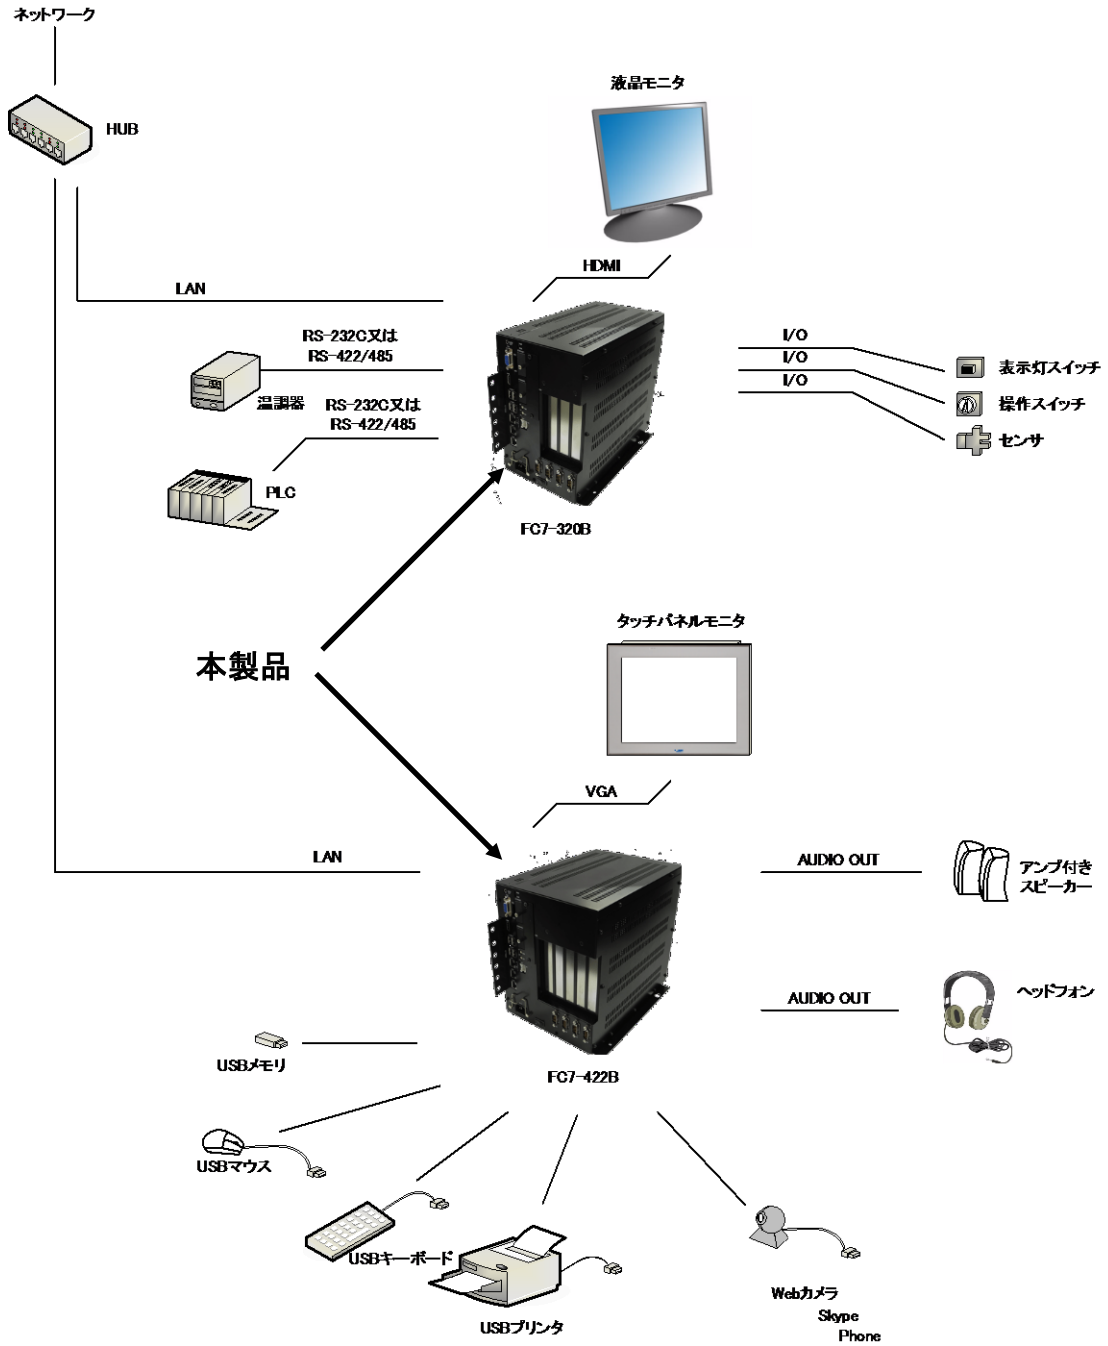 ネットワーク
HUB
液晶モニタ
HDMI
LAN
RS-232C又は
RS-422/485
温調器
RS-232C又は
RS-422/485
PLC
I/O
I/O
I/O
表示灯スイッチ
操作スイッチ
センサ
FC7-320B
タッチパネルモニタ
本製品
VGA
LAN
AUDIO OUT
アンプ付き
スピーカー
AUDIO OUT
ヘッドフォン
FC7-422B
USBメモリ
USBマウス
USBキーボード
USBプリンタ
Webカメラ
Skype
Phone